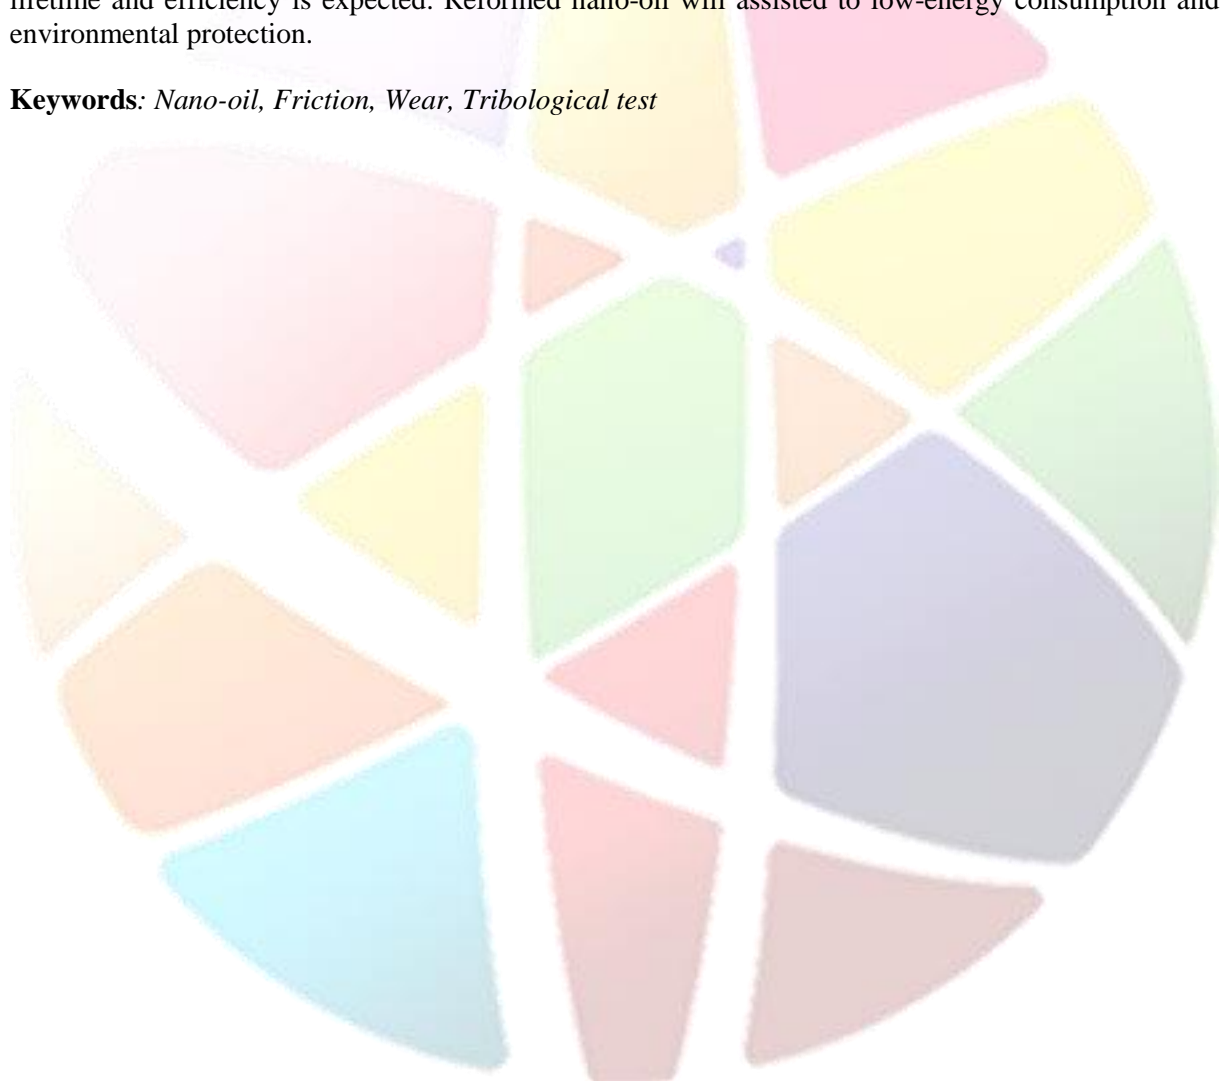 lifetime and efficiency is expected. Reformed nano-oil will assisted to low-energy consumption and
environmental protection.
Keywords: Nano-oil, Friction, Wear, Tribological test